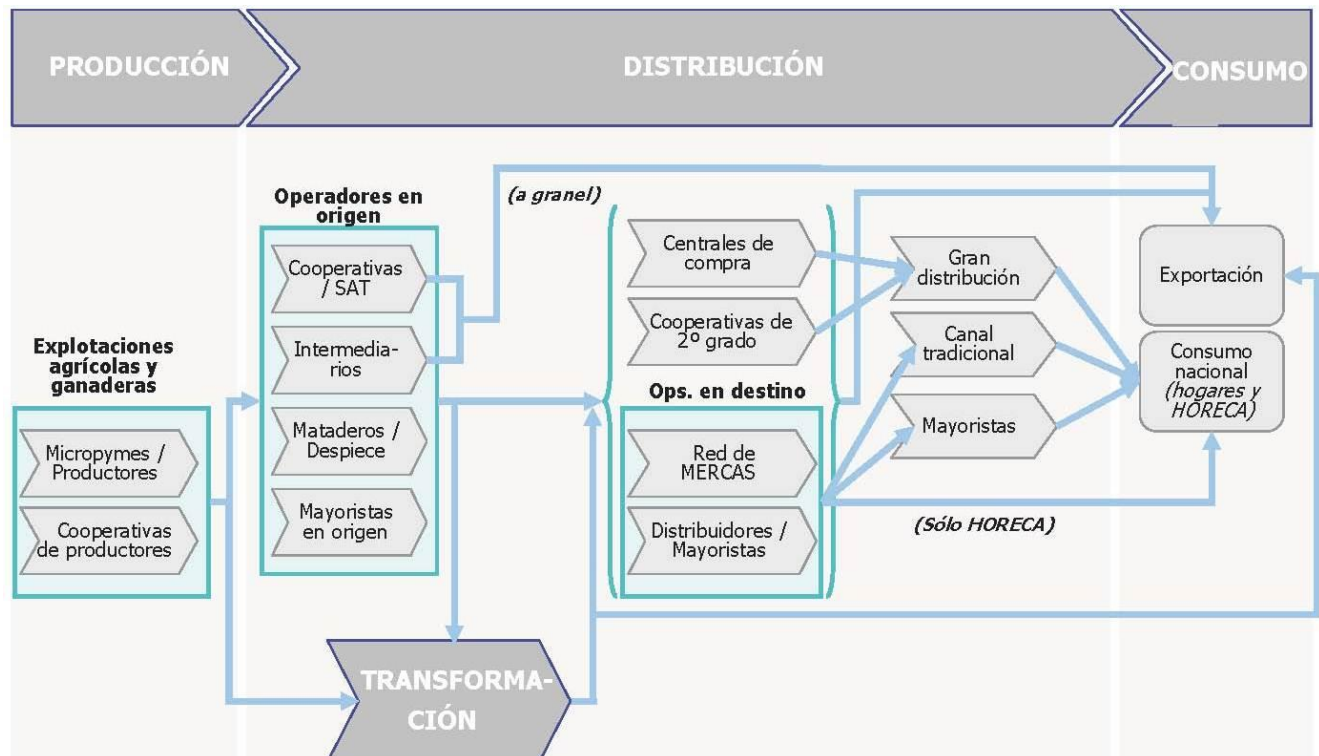 PRODUCCIÓN
DISTRIBUCIÓN
CONSUMO
Explotaciones
agrícolas y
ganaderas
Micropymes /
Productores
Cooperativas
de productores
Operadores en
origen
Cooperativas
/ SAT
Intermedia-
rios
Mataderos /
Despiece
Mayoristas
en origen
(a granel)
Centrales de
compra
Cooperativas de
2º grado
Ops. en destino
Red de
MERCAS
Distribuidores /
Mayoristas
Gran
distribución
Canal
tradicional
Mayoristas
(Sólo HORECA)
Exportación
Consumo
nacional
(hogares y
HORECA)
TRANSFORMA-
CIÓN